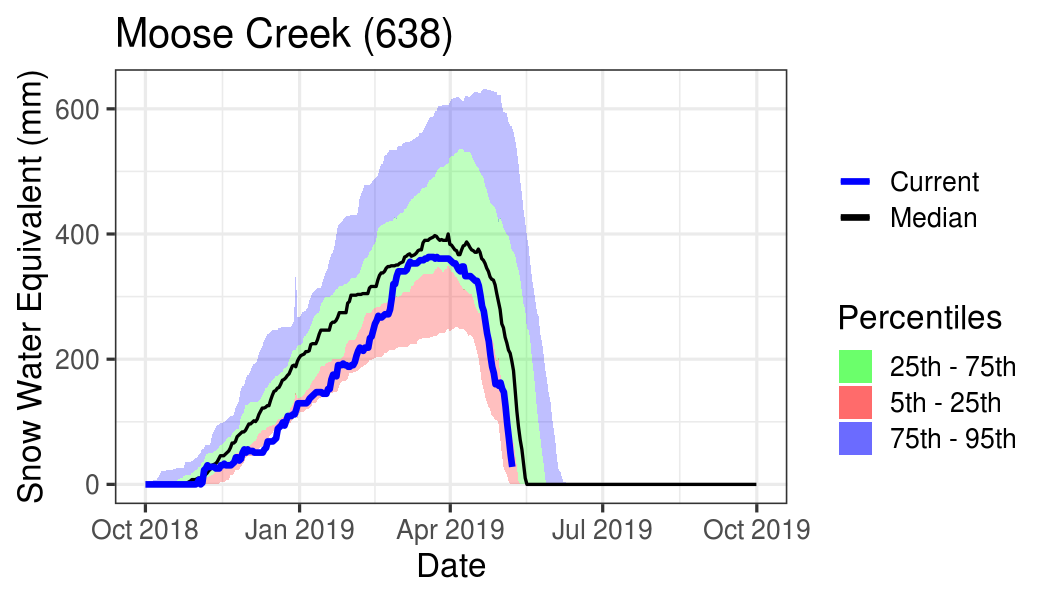 Moose Creek (638)
Snow Water Equivalent (mm)
600
400
200
0
Oct 2018
Jan 2019
Apr 2019
Jul 2019
Oct 2019
Date
Current
Median
Percentiles
25th - 75th
5th - 25th
75th - 95th